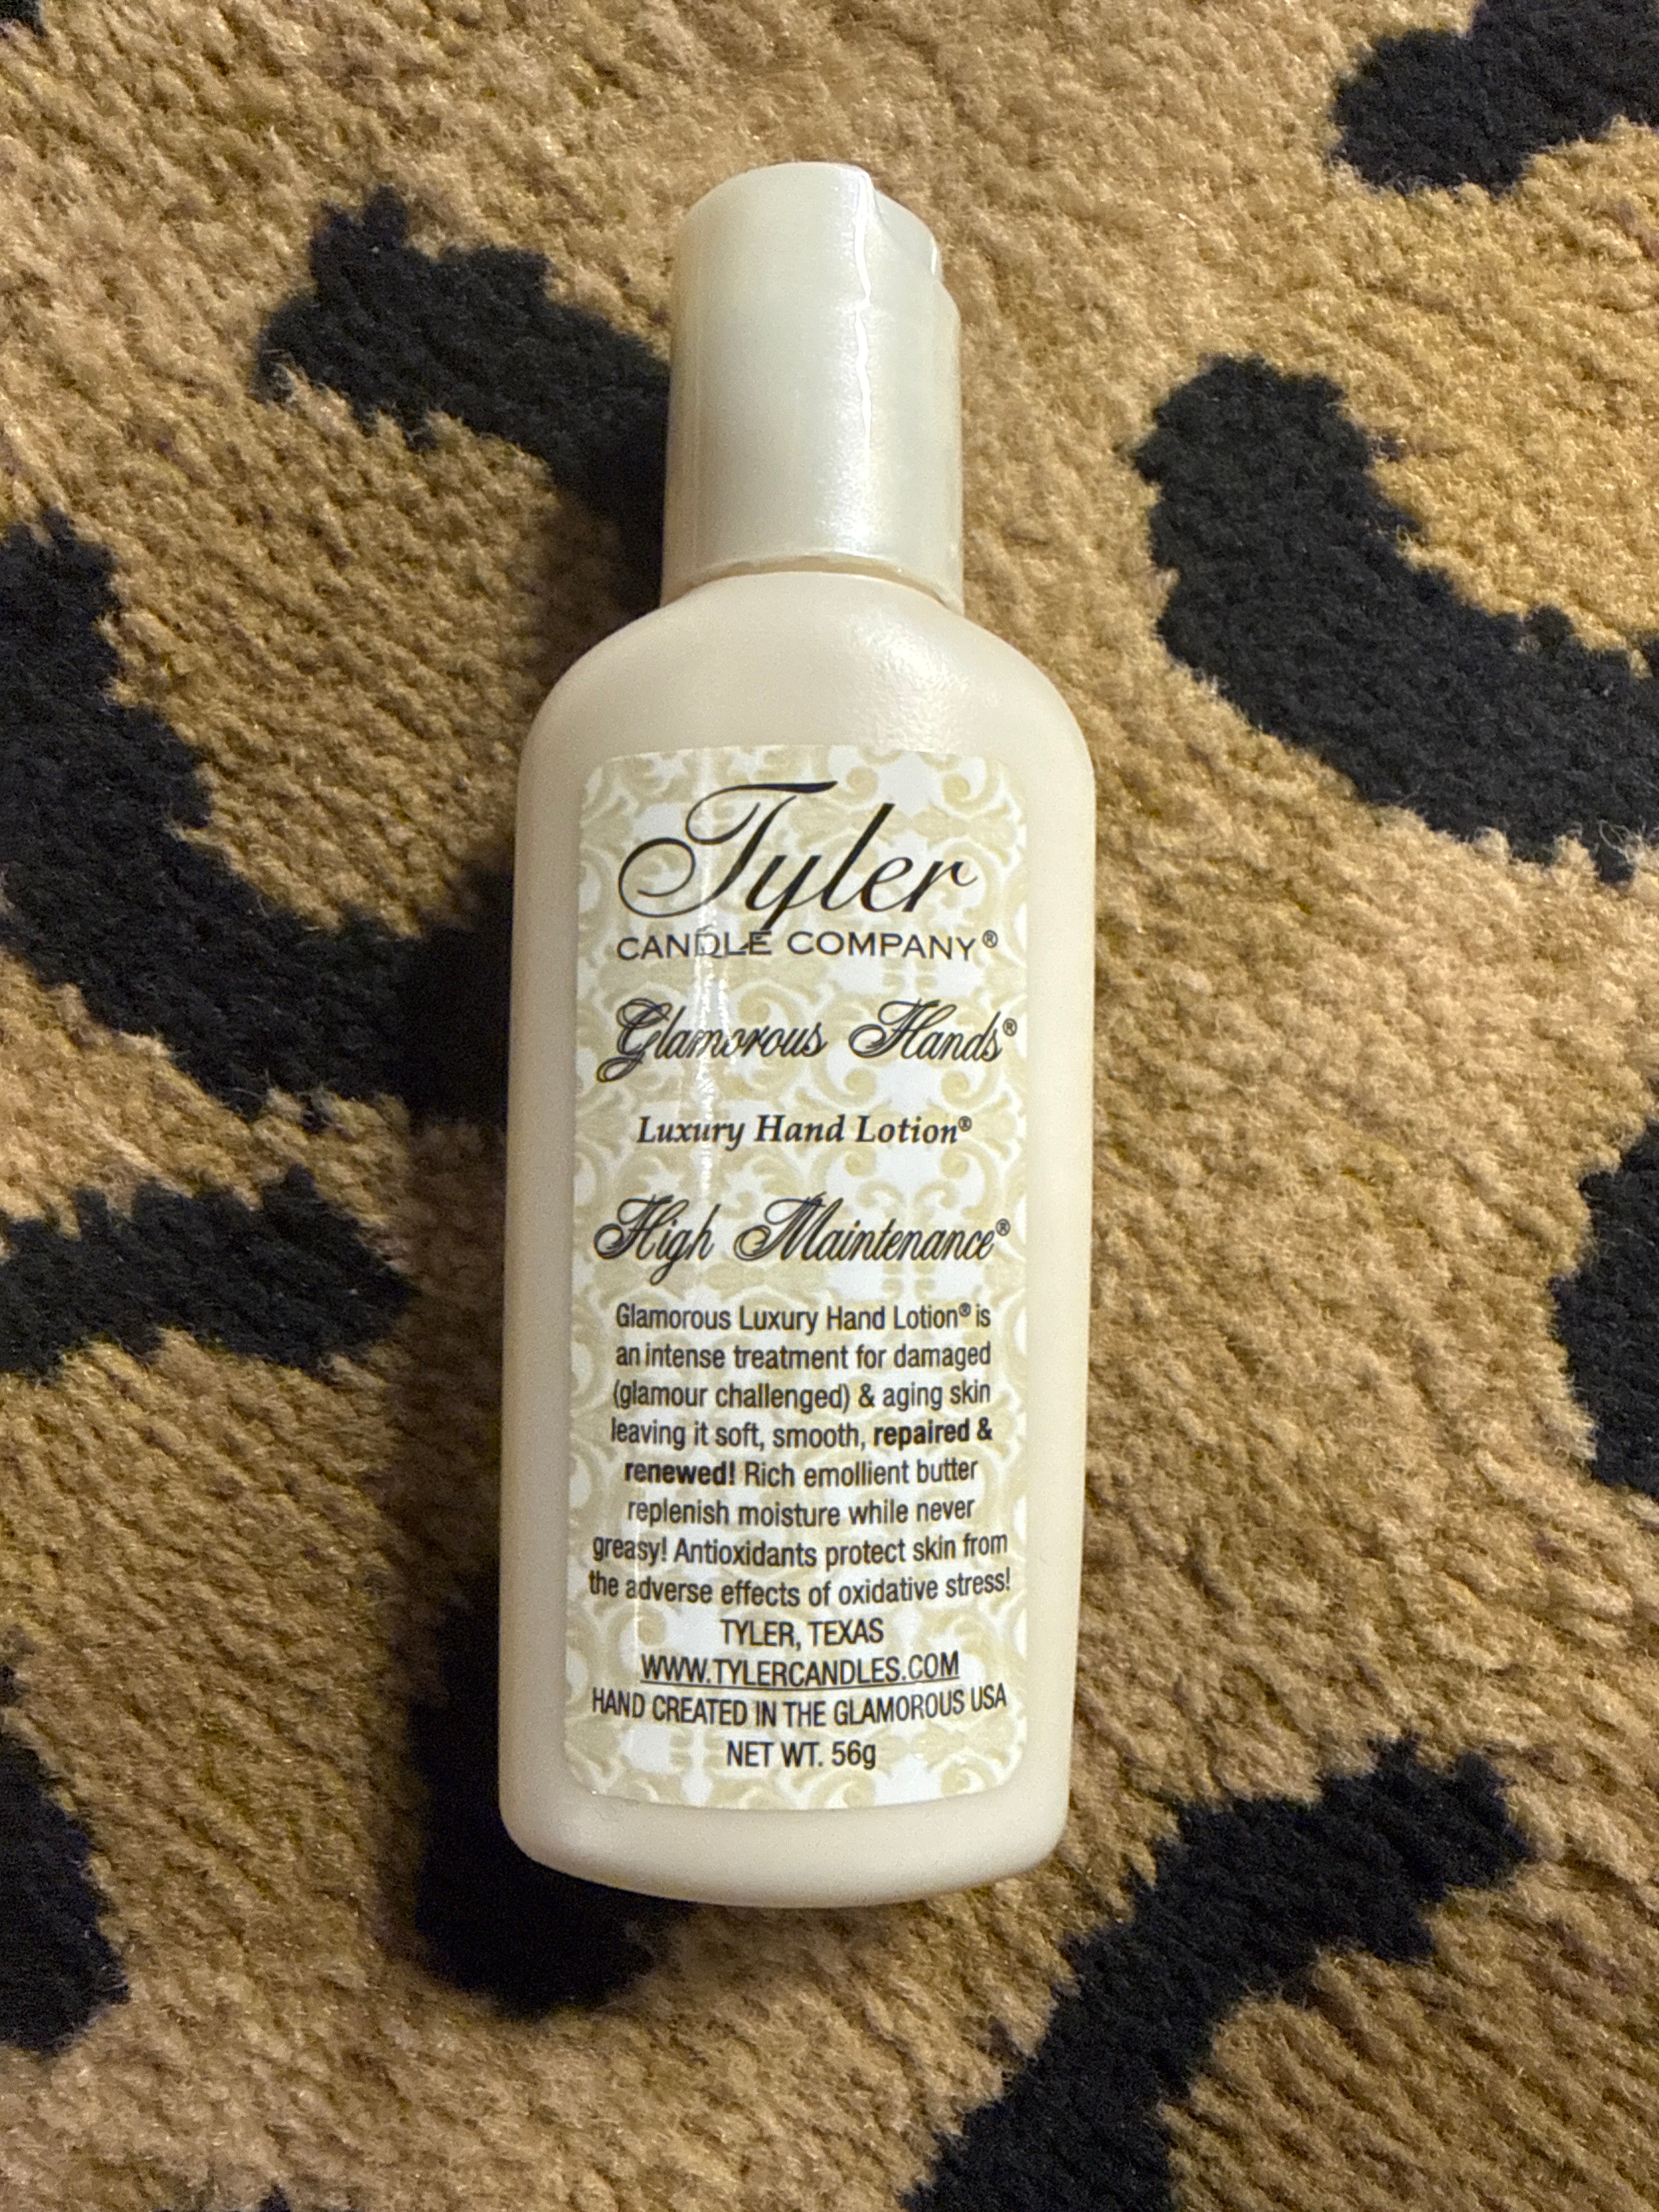 Tyler
CANDLE COMPANY®
Glamorous Hands®
Luxury Hand Lotion®
High Maintenance®
Glamorous Luxury Hand Lotion® is
an intense treatment for damaged
(glamour challenged) & aging skin
leaving it soft, smooth, repaired &
renewed! Rich emollient butter
replenish moisture while never
greasy! Antioxidants protect skin from
the adverse effects of oxidative stress!
TYLER, TEXAS
WWW.TYLERCANDLES.COM
HAND CREATED IN THE GLAMOROUS USA
NET WT. 56g